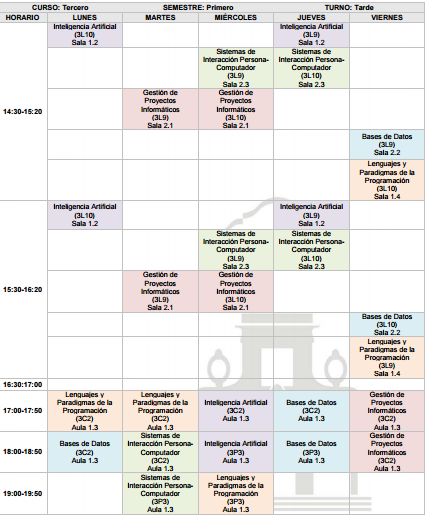 CURSO: Tercero SEMESTRE: Primero TURNO: Tarde
HORARIO LUNES MARTES MIÉRCOLES JUEVES VIERNES
14:30-15:20
Inteligencia Artificial
(3L10)
Sala 1.2
Inteligencia Artificial
(3L9)
Sala 1.2
Sistemas de
Interacción Persona-
Computador
(3L9)
Sala 2.3
Sistemas de
Interacción Persona-
Computador
(3L10)
Sala 2.3
Gestión de
Proyectos
Informáticos
(3L9)
Sala 2.1
Gestión de
Proyectos
Informáticos
(3L10)
Sala 2.1
Bases de Datos
(3L9)
Sala 2.2
Lenguajes y
Paradigmas de la
Programación
(3L10)
Sala 1.4
15:30-16:20
Inteligencia Artificial
(3L10)
Sala 1.2
Inteligencia Artificial
(3L9)
Sala 1.2
Sistemas de
Interacción Persona-
Computador
(3L9)
Sala 2.3
Sistemas de
Interacción Persona-
Computador
(3L10)
Sala 2.3
Gestión de
Proyectos
Informáticos
(3L9)
Sala 2.1
Gestión de
Proyectos
Informáticos
(3L10)
Sala 2.1
Bases de Datos
(3L10)
Sala 2.2
Lenguajes y
Paradigmas de la
Programación
(3L9)
Sala 1.4
16:30:17:00
17:00-17:50
Lenguajes y
Paradigmas de la
Programación
(3C2)
Aula 1.3
Lenguajes y
Paradigmas de la
Programación
(3C2)
Aula 1.3
Inteligencia Artificial
(3C2)
Aula 1.3
Bases de Datos
(3C2)
Aula 1.3
Gestión de
Proyectos
Informáticos
(3C2)
Aula 1.3
18:00-18:50
Bases de Datos
(3C2)
Aula 1.3
Sistemas de
Interacción Persona-
Computador
(3C2)
Aula 1.3
Inteligencia Artificial
(3P3)
Aula 1.3
Bases de Datos
(3P3)
Aula 1.3
Gestión de
Proyectos
Informáticos
(3C2)
Aula 1.3
19:00-19:50
Sistemas de
Interacción Persona-
Computador
(3P3)
Aula 1.3
Lenguajes y
Paradigmas de la
Programación
(3P3)
Aula 1.3